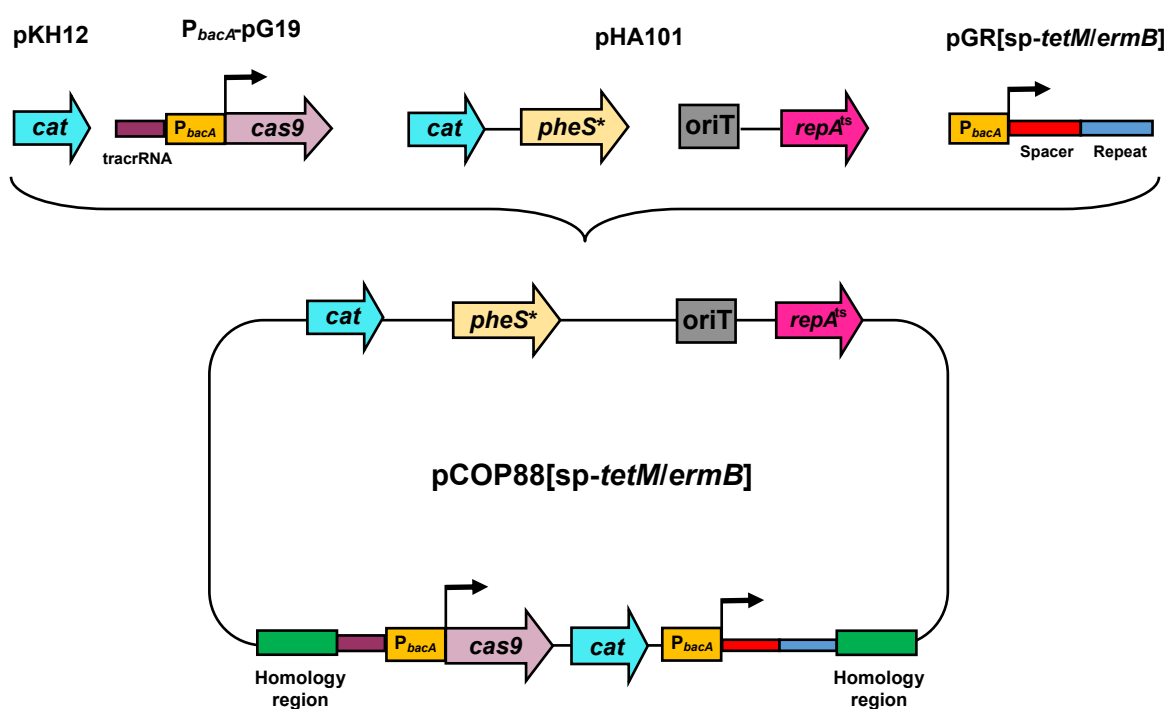 pKH12
PbacA-pG19
pHA101
pGR[sp-tetM/ermB]
cat
PbacA
cas9
tracrRNA
cat
pheS*
oriT
repAts
PbacA
Spacer
Repeat
cat
pheS*
oriT
repAts
pCOP88[sp-tetM/ermB]
PbacA
cas9
cat
PbacA
Homology
region
Homology
region